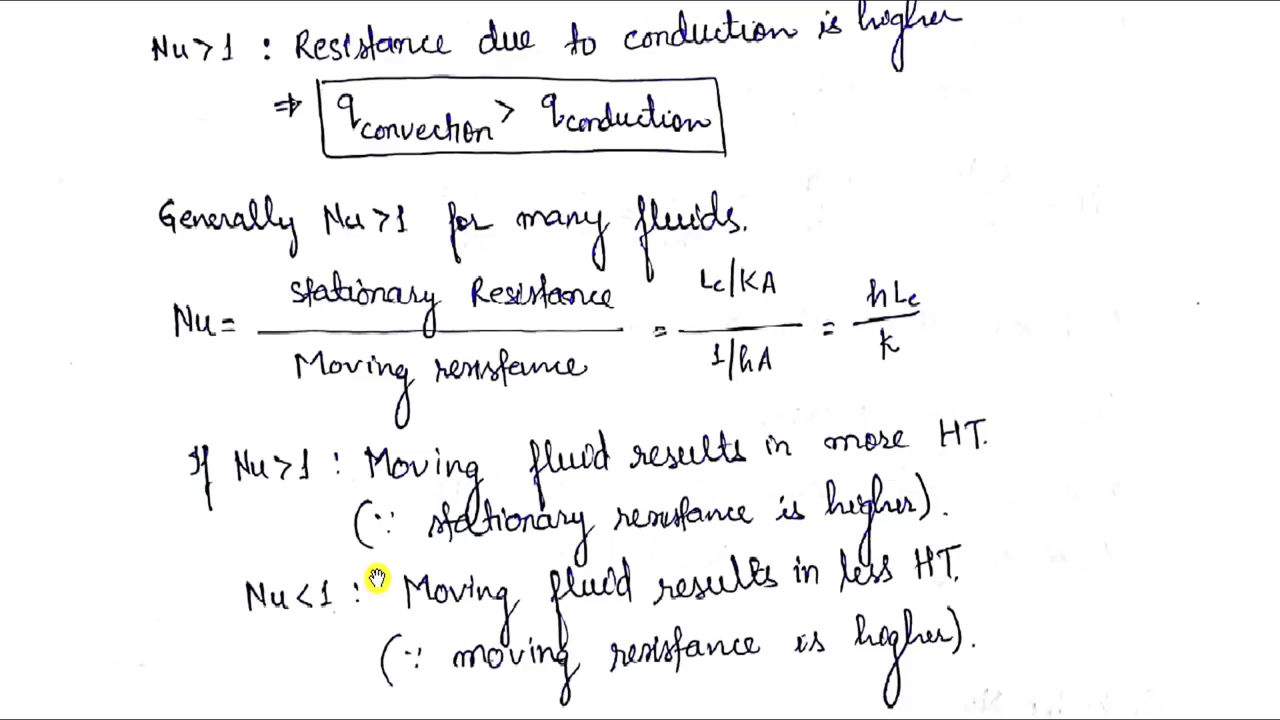 Nu > 1 : Resistance due to conduction is higher
⇒ q convection > q conduction
Generally Nu > 1 for many fluids.
Nu = stationary Resistance / Moving resistance = Lc/KA / 1/hA = hLc / k
If Nu > 1 : Moving fluid results in more HT.
(∵ stationary resistance is higher).
Nu < 1 : Moving fluid results in less HT.
(∵ moving resistance is higher).